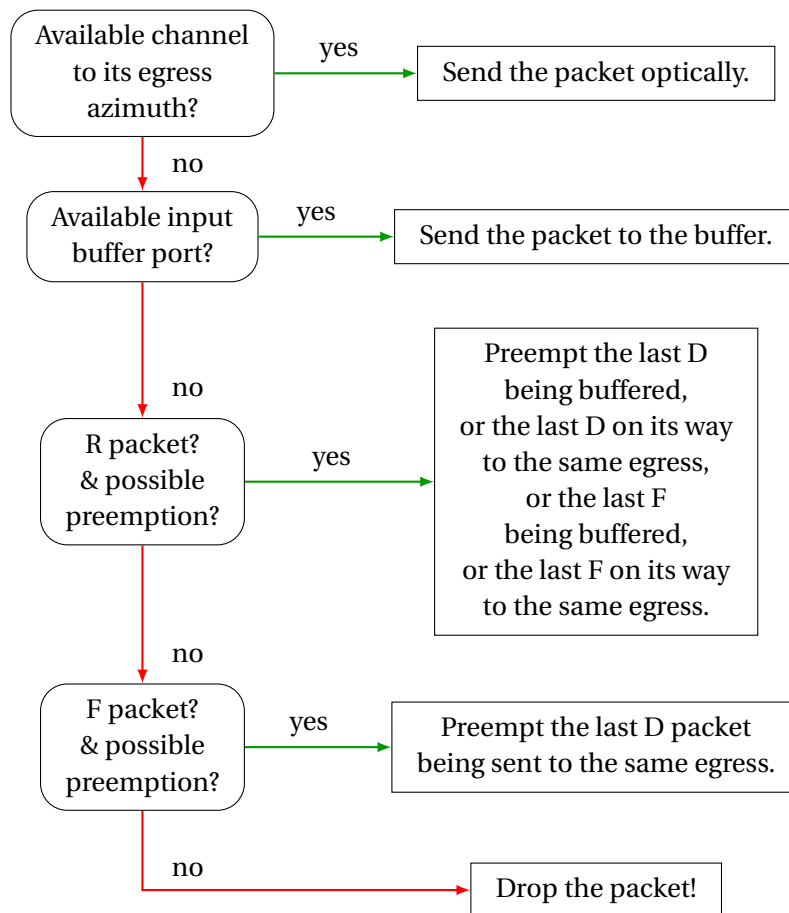 Available channel
to its egress
azimuth?
yes
Send the packet optically.
no
Available input
buffer port?
yes
Send the packet to the buffer.
no
R packet?
& possible
preemption?
yes
Preempt the last D
being buffered,
or the last D on its way
to the same egress,
or the last F
being buffered,
or the last F on its way
to the same egress.
no
F packet?
& possible
preemption?
yes
Preempt the last D packet
being sent to the same egress.
no
Drop the packet!